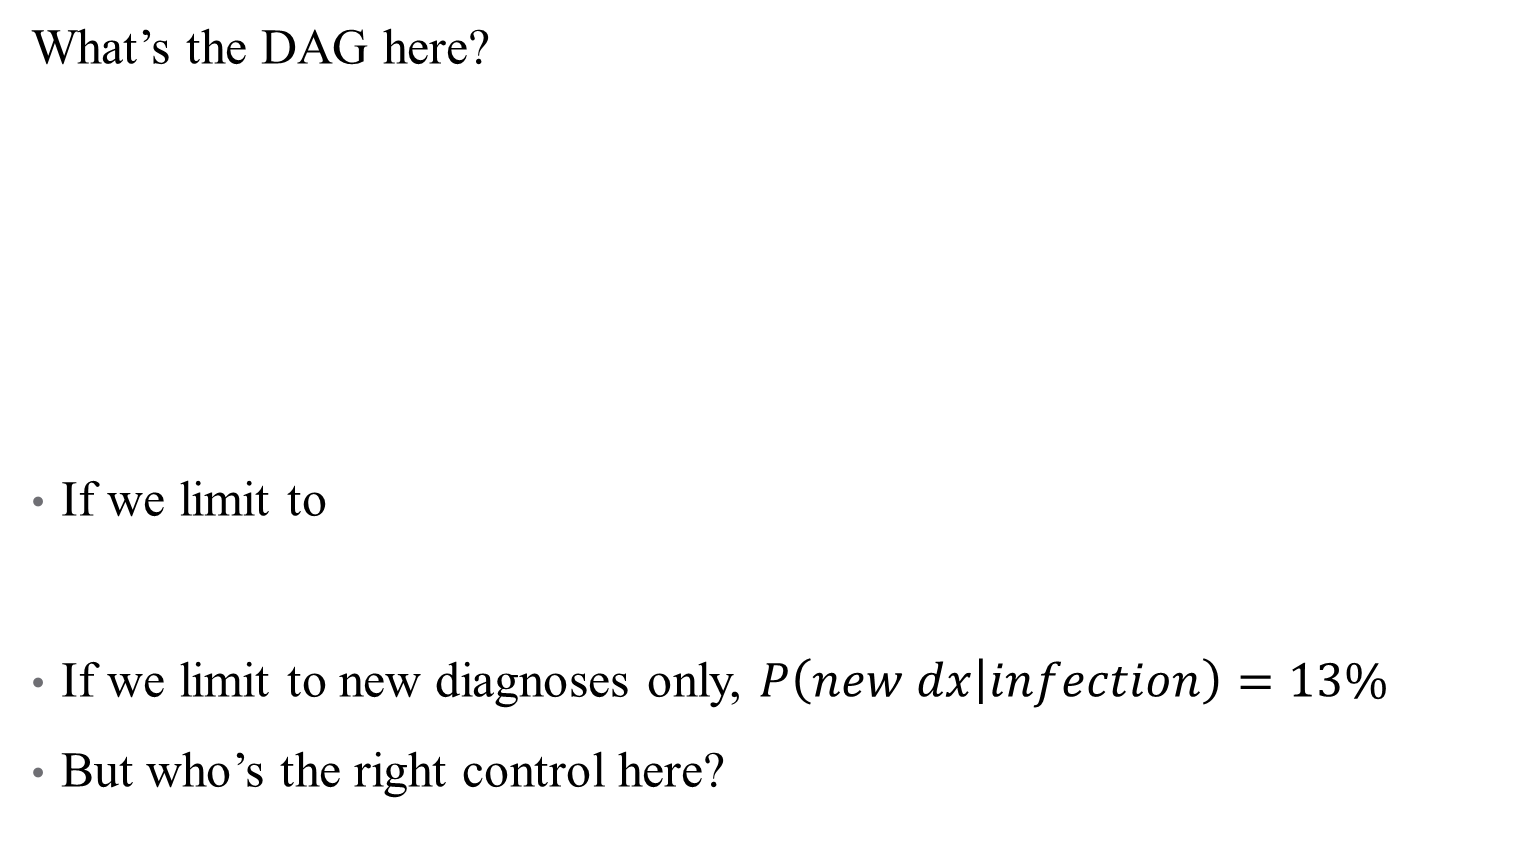 What’s the DAG here?
• If we limit to
• If we limit to new diagnoses only, P(new dx|infection) = 13%
• But who’s the right control here?